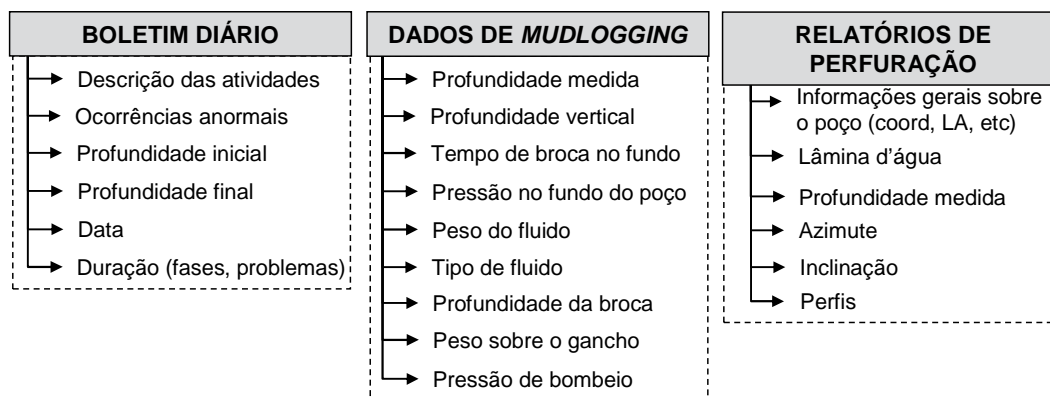 BOLETIM DIÁRIO
Descrição das atividades
Ocorrências anormais
Profundidade inicial
Profundidade final
Data
Duração (fases, problemas)
DADOS DE MUDLOGGING
Profundidade medida
Profundidade vertical
Tempo de broca no fundo
Pressão no fundo do poço
Peso do fluido
Tipo de fluido
Profundidade da broca
Peso sobre o gancho
Pressão de bombeio
RELATÓRIOS DE
PERFURAÇÃO
Informações gerais sobre
o poço (coord, LA, etc)
Lâmina d'água
Profundidade medida
Azimute
Inclinação
Perfis